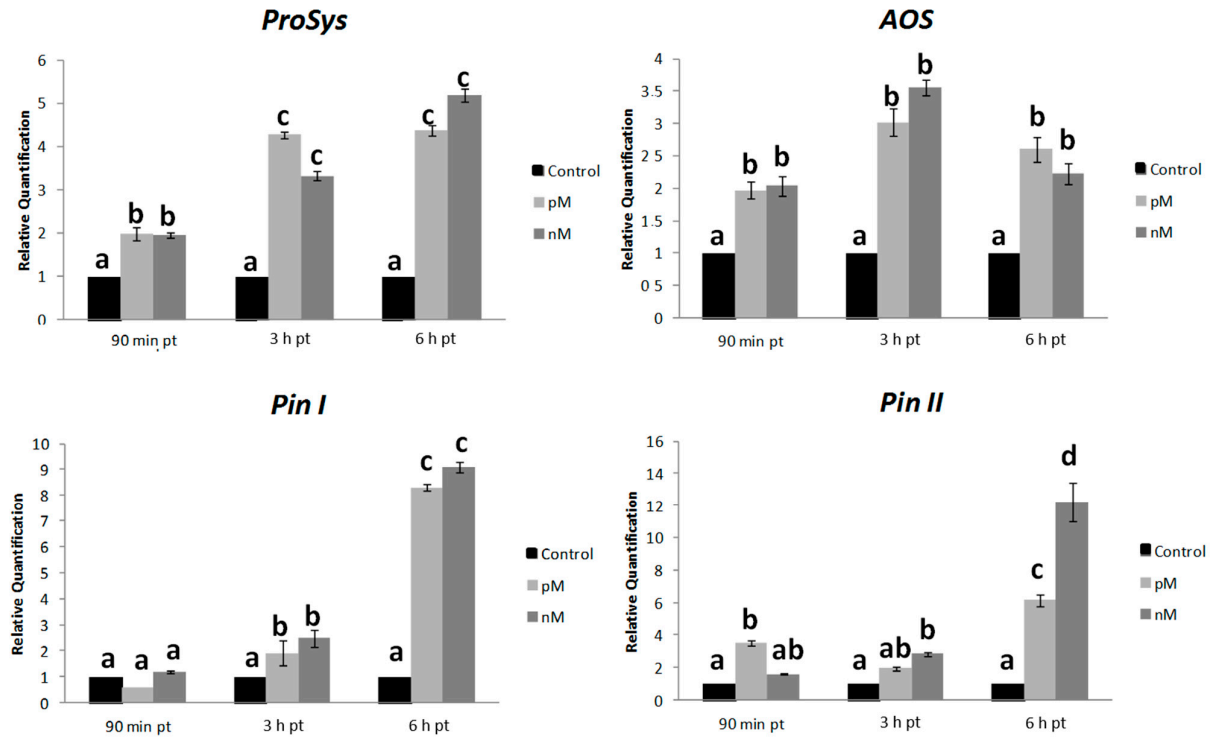 ProSys
Relative Quantification
6
5
4
3
2
1
0
a b b
a c c
a c c
90 min pt 3 h pt 6 h pt
Control
pM
nM
AOS
Relative Quantification
4
3.5
3
2.5
2
1.5
1
0 5
0
a b b
a b b
a b b
90 min pt 3 h pt 6 h pt
Control
pM
nM
Pin I
Relative Quantification
10
9
8
7
6
5
4
3
2
1
0
a a a
a b b
a c c
90 min pt 3 h pt 6 h pt
Control
pM
nM
Pin II
Relative Quantification
16
14
12
10
8
6
4
2
0
a b ab
a ab b
a c d
90 min pt 3 h pt 6 h pt
Control
pM
nM